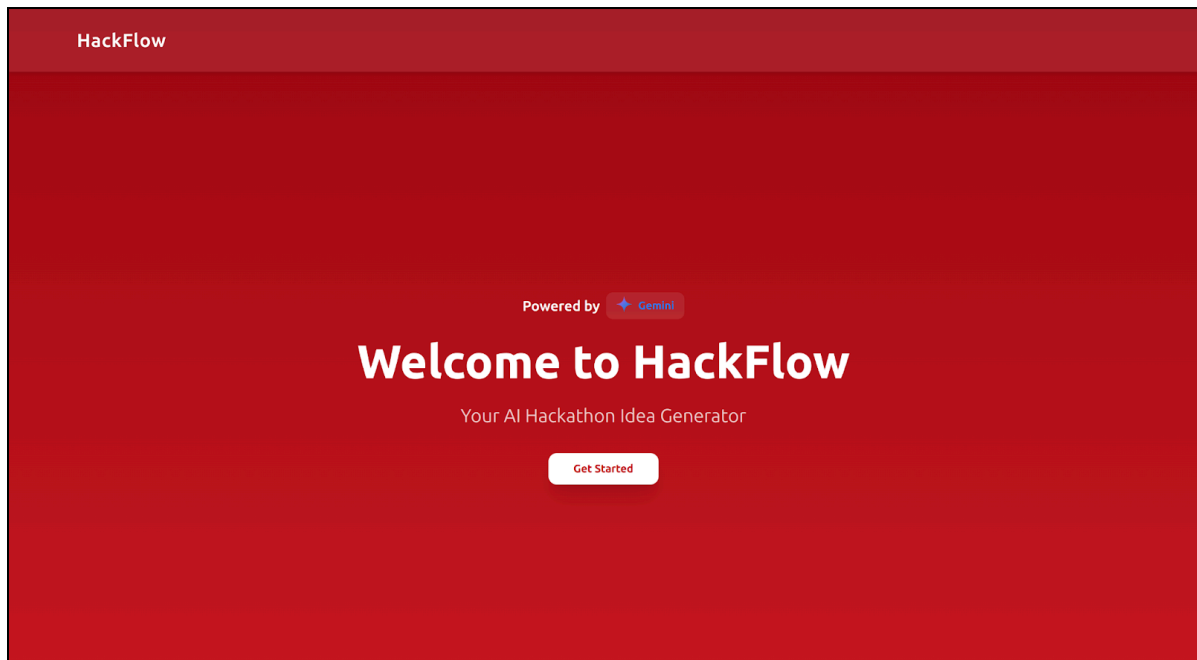 HackFlow
Powered by Gemini
Welcome to HackFlow
Your AI Hackathon Idea Generator
Get Started